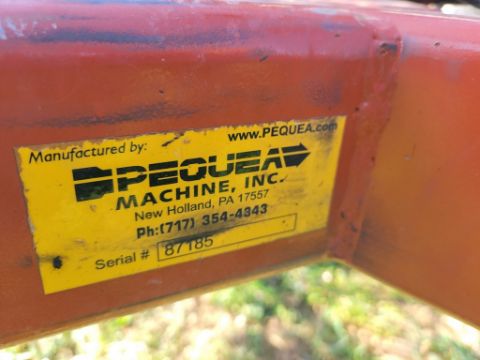 www.PEQUEA.com
Manufactured by:
PEQUEA
MACHINE, INC.
New Holland, PA 17557
Ph:(717) 354-4343
Serial # 87185